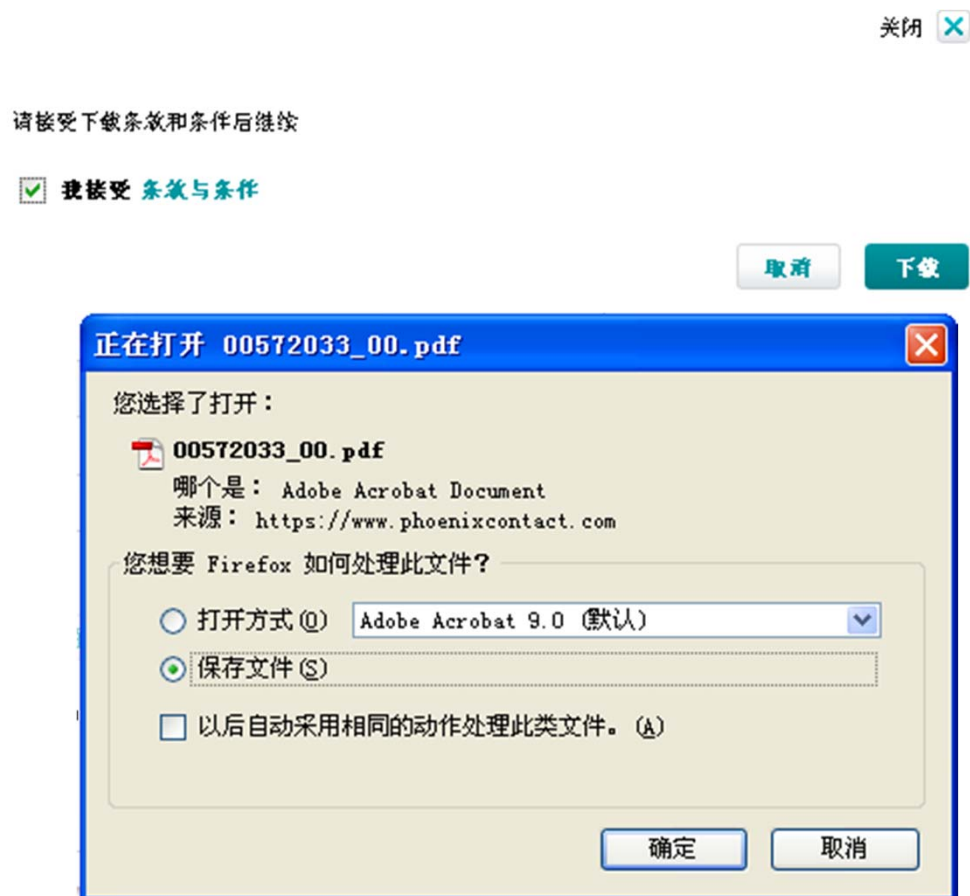 关闭
请接受下载条款和条件后继续
我接受 条款与条件
取消 下载
正在打开 00572033_00.pdf
您选择了打开：
00572033_00.pdf
哪个是： Adobe Acrobat Document
来源： https://www.phoenixcontact.com
您想要 Firefox 如何处理此文件？
打开方式(O) Adobe Acrobat 9.0 (默认)
保存文件(S)
以后自动采用相同的动作处理此类文件。(A)
确定 取消